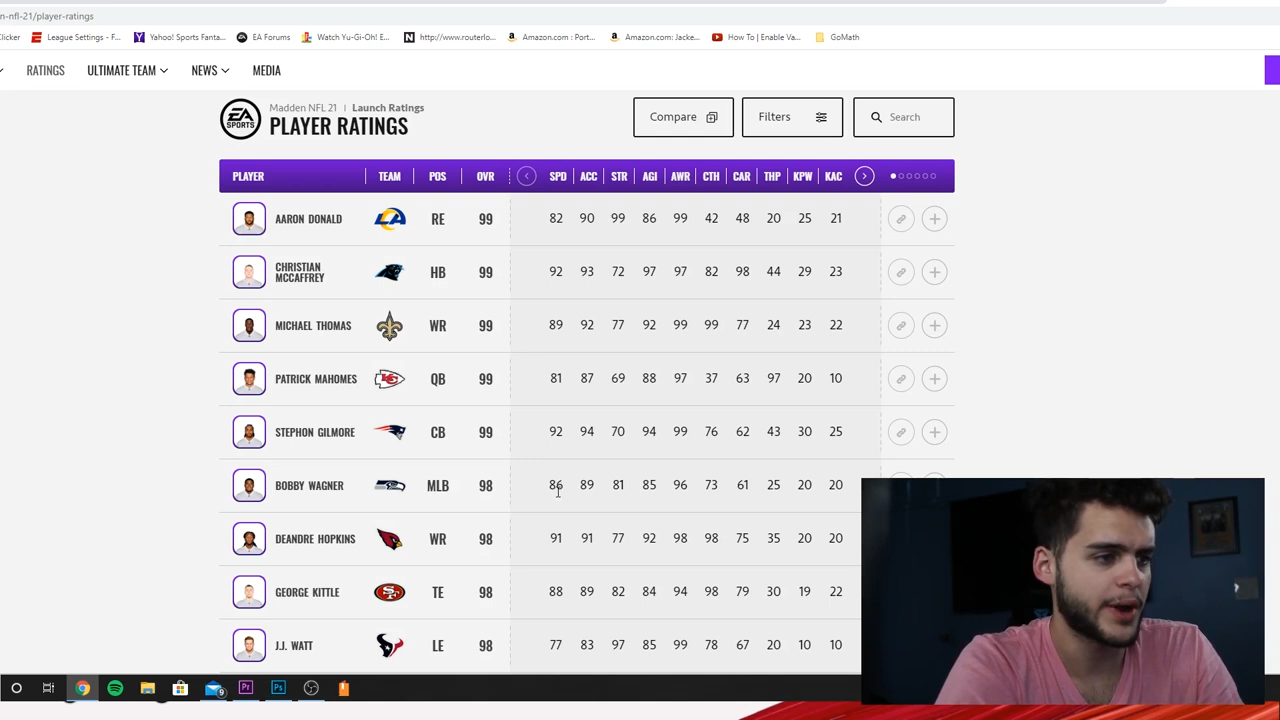 n-nfl-21/player-ratings
licker League Settings - F... Yahoo! Sports Fanta... EA Forums Watch Yu-Gi-Oh! E... http://www.routerlo... Amazon.com : Port... Amazon.com: Jacke... How To | Enable Va... GoMath
RATINGS ULTIMATE TEAM NEWS MEDIA
EA SPORTS
Madden NFL 21 | Launch Ratings
PLAYER RATINGS
Compare Filters Search
PLAYER TEAM POS OVR SPD ACC STR AGI AWR CTH CAR THP KPW KAC
AARON DONALD RE 99 82 90 99 86 99 42 48 20 25 21
CHRISTIAN
MCCAFFREY HB 99 92 93 72 97 97 82 98 44 29 23
MICHAEL THOMAS WR 99 89 92 77 92 99 99 77 24 23 22
PATRICK MAHOMES QB 99 81 87 69 88 97 37 63 97 20 10
STEPHON GILMORE CB 99 92 94 70 94 99 76 62 43 30 25
BOBBY WAGNER MLB 98 86 89 81 85 96 73 61 25 20 20
DEANDRE HOPKINS WR 98 91 91 77 92 98 98 75 35 20 20
GEORGE KITTLE TE 98 88 89 82 84 94 98 79 30 19 22
J.J. WATT LE 98 77 83 97 85 99 78 67 20 10 10
9 Pr Ps